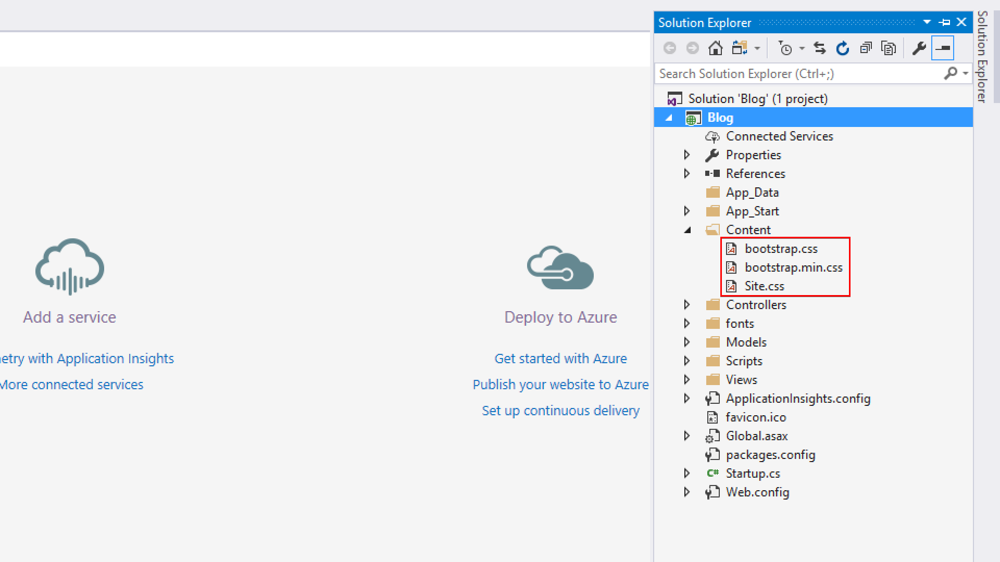 Solution Explorer
Search Solution Explorer (Ctrl+;)
Solution 'Blog' (1 project)
Blog
Connected Services
Properties
References
App_Data
App_Start
Content
bootstrap.css
bootstrap.min.css
Site.css
Controllers
fonts
Models
Scripts
Views
ApplicationInsights.config
favicon.ico
Global.asax
packages.config
C# Startup.cs
Web.config
Solution Explorer
Add a service
etry with Application Insights
More connected services
Deploy to Azure
Get started with Azure
Publish your website to Azure
Set up continuous delivery